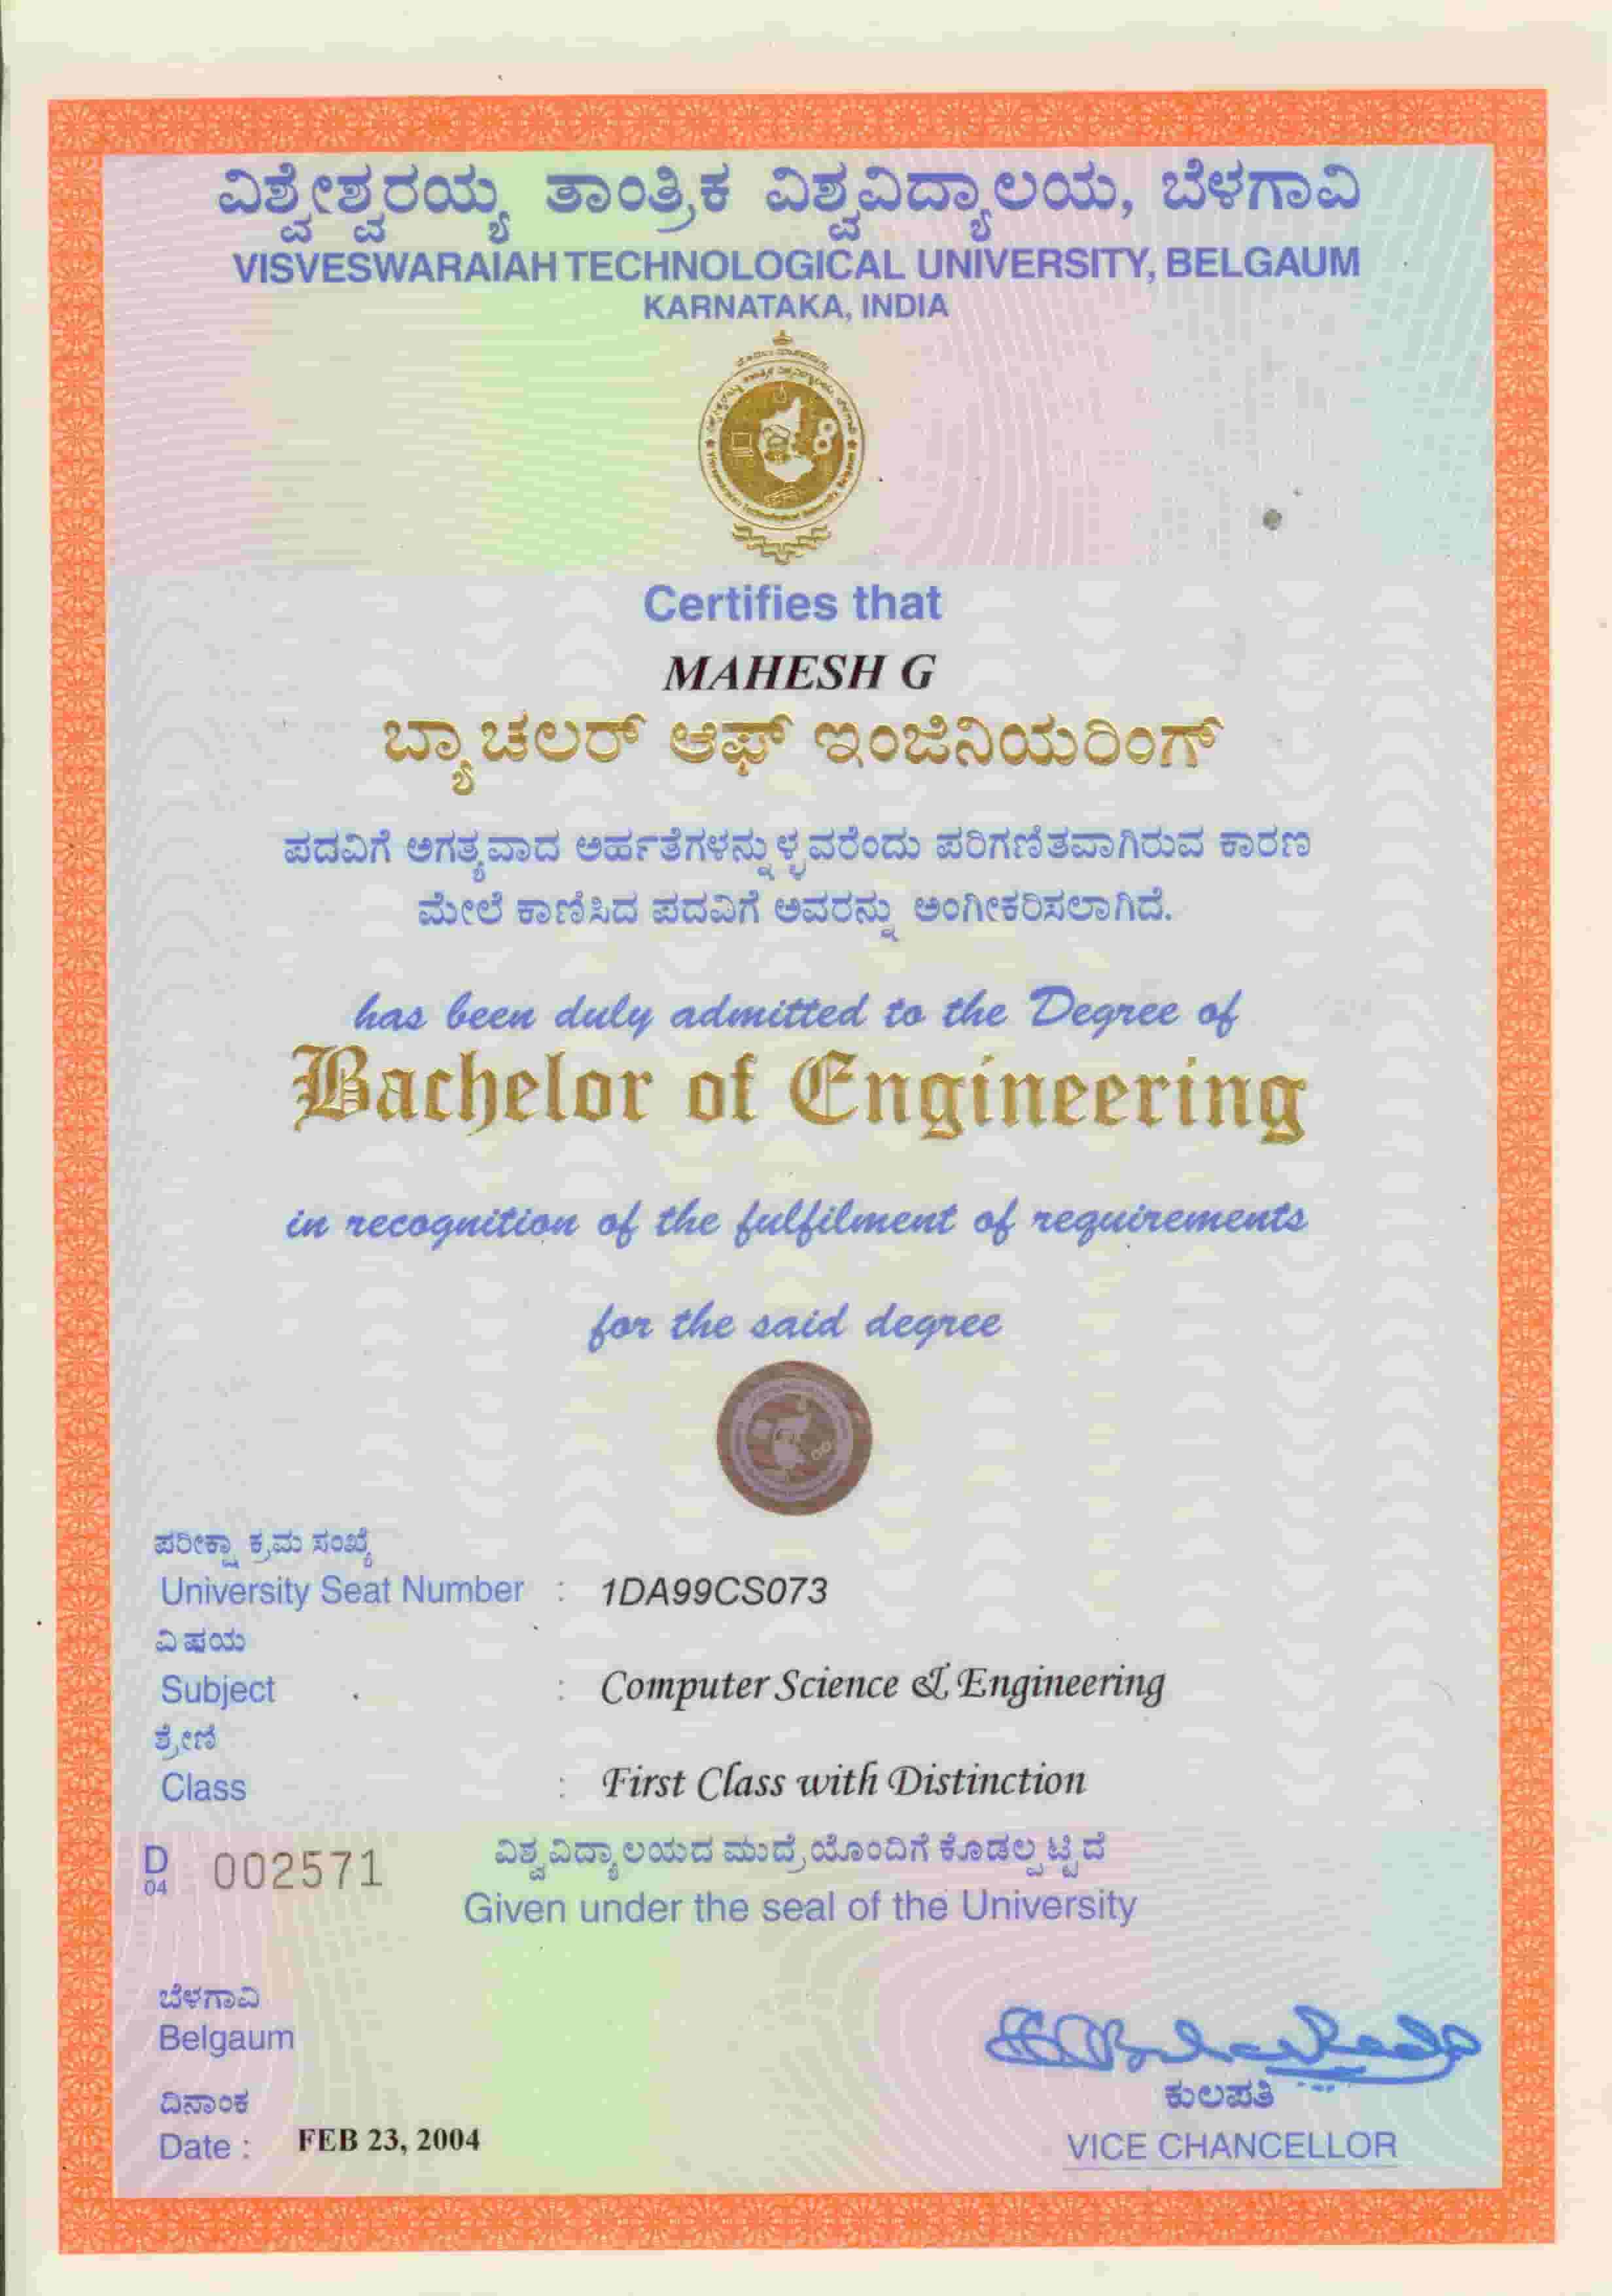 ವಿಶ್ವೇಶ್ವರಯ್ಯ ತಾಂತ್ರಿಕ ವಿಶ್ವವಿದ್ಯಾಲಯ, ಬೆಳಗಾವಿ
VISVESWARAIAH TECHNOLOGICAL UNIVERSITY, BELGAUM
KARNATAKA, INDIA
Certifies that
MAHESH G
ಬ್ಯಾಚಲರ್ ಆಫ್ ಇಂಜಿನಿಯರಿಂಗ್
ಪದವಿಗೆ ಅಗತ್ಯವಾದ ಅರ್ಹತೆಗಳನ್ನುಳ್ಳವರೆಂದು ಪರಿಗಣಿತವಾಗಿರುವ ಕಾರಣ
ಮೇಲೆ ಕಾಣಿಸಿದ ಪದವಿಗೆ ಅವರನ್ನು ಅಂಗೀಕರಿಸಲಾಗಿದೆ.
has been duly admitted to the Degree of
Bachelor of Engineering
in recognition of the fulfilment of requirements
for the said degree
ಪರೀಕ್ಷಾ ಕ್ರಮ ಸಂಖ್ಯೆ
University Seat Number : 1DA99CS073
ವಿಷಯ
Subject : Computer Science & Engineering
ಶ್ರೇಣಿ
Class : First Class with Distinction
D 04 002571
ವಿಶ್ವವಿದ್ಯಾಲಯದ ಮುದ್ರೆಯೊಂದಿಗೆ ಕೊಡಲ್ಪಟ್ಟಿದೆ
Given under the seal of the University
ಬೆಳಗಾವಿ
Belgaum
ದಿನಾಂಕ
Date : FEB 23, 2004
ಕುಲಪತಿ
VICE CHANCELLOR